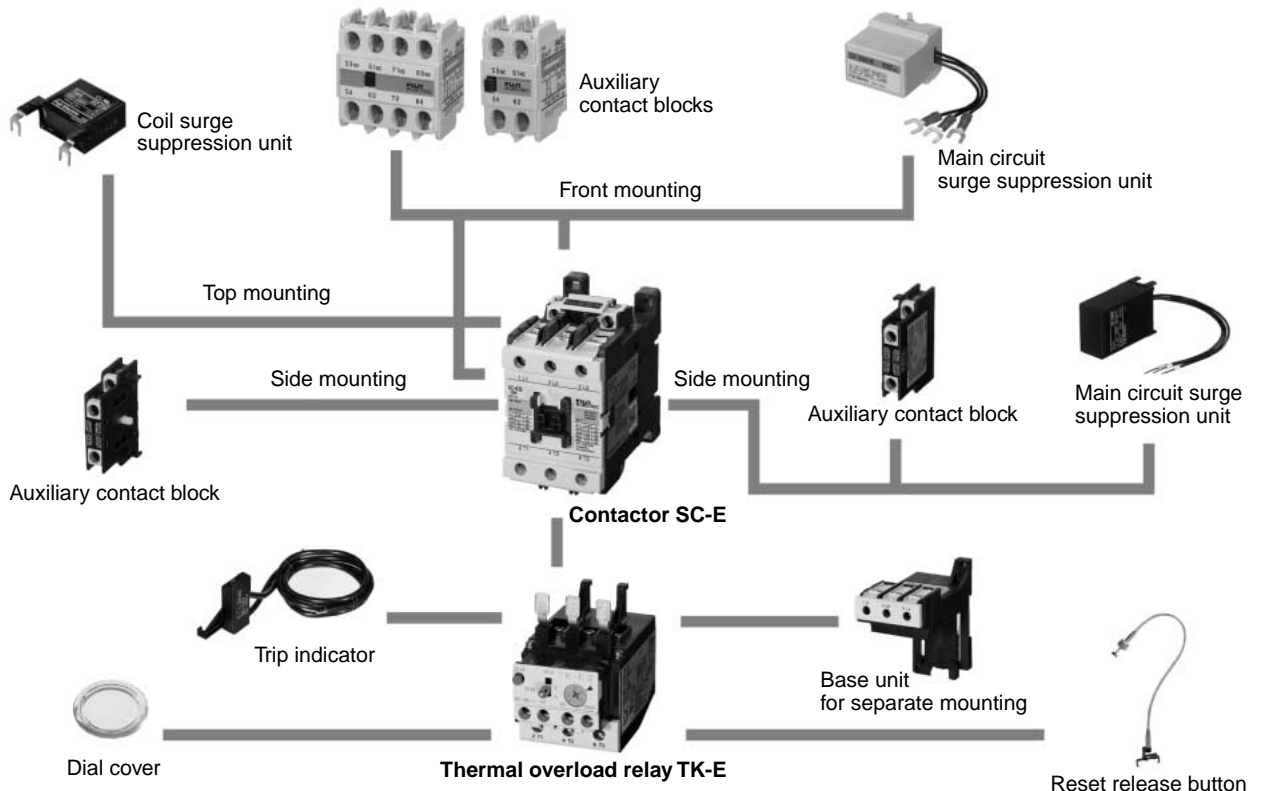 Auxiliary
contact blocks
Coil surge
suppression unit
Main circuit
surge suppression unit
Front mounting
Top mounting
Side mounting
Side mounting
Auxiliary contact block
Main circuit surge
suppression unit
Auxiliary contact block
Contactor SC-E
Trip indicator
Base unit
for separate mounting
Dial cover
Thermal overload relay TK-E
Reset release button